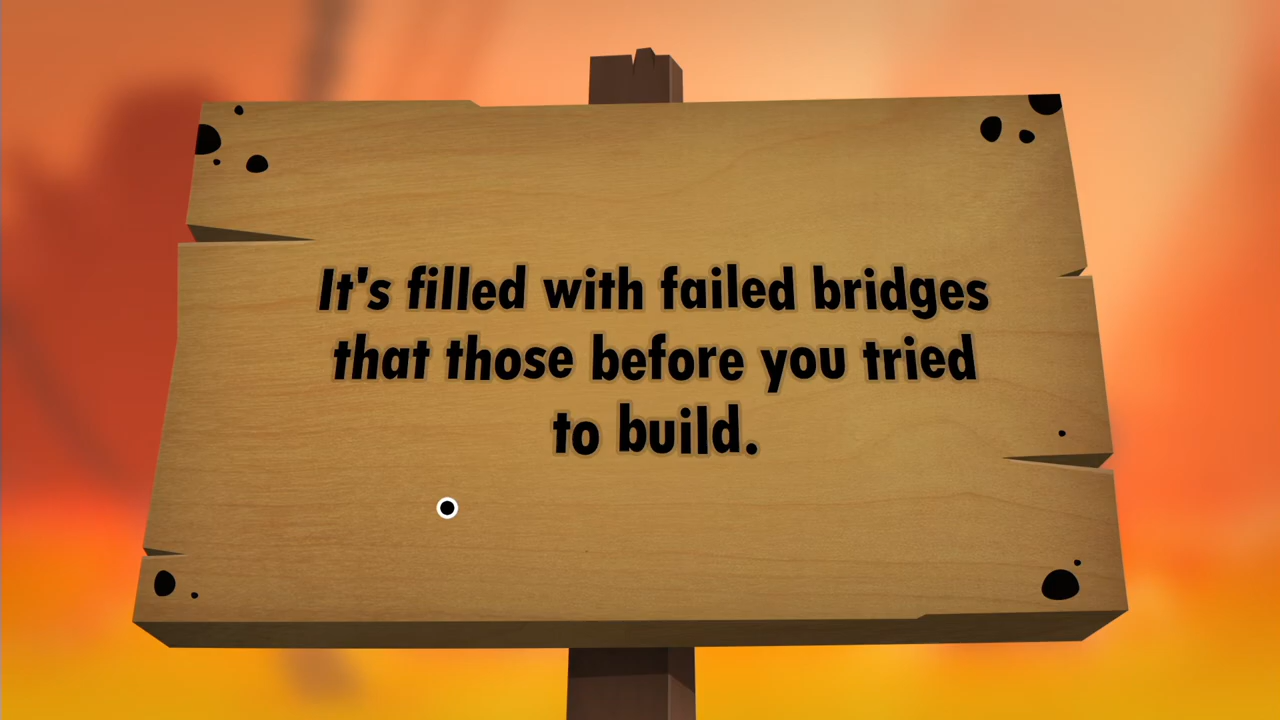 It's filled with failed bridges
that those before you tried
to build.